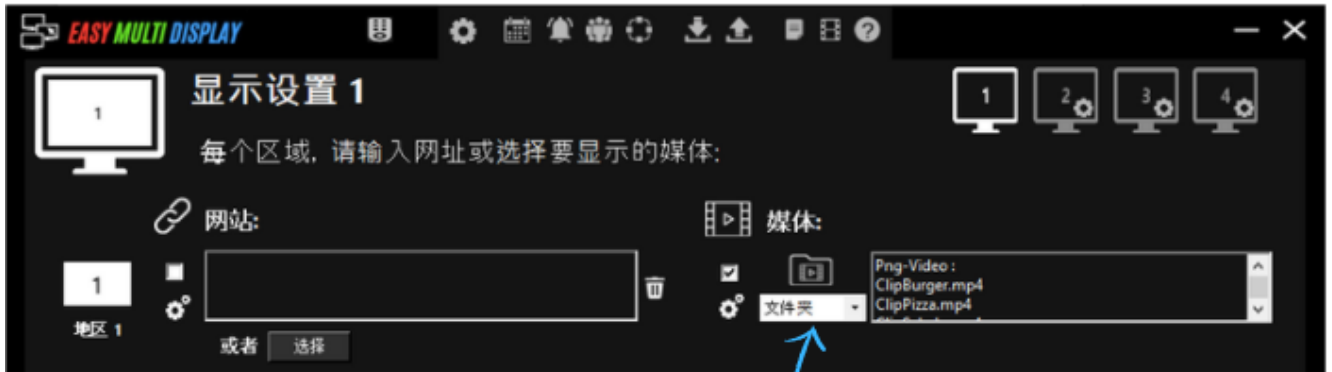 EASY MULTI DISPLAY
显示设置 1
1
1
2
3
4
每个区域, 请输入网址或选择要显示的媒体:
网站:
媒体:
1
地区 1
文件夹
Png-Video :
ClipBurger.mp4
ClipPizza.mp4
或者 选择